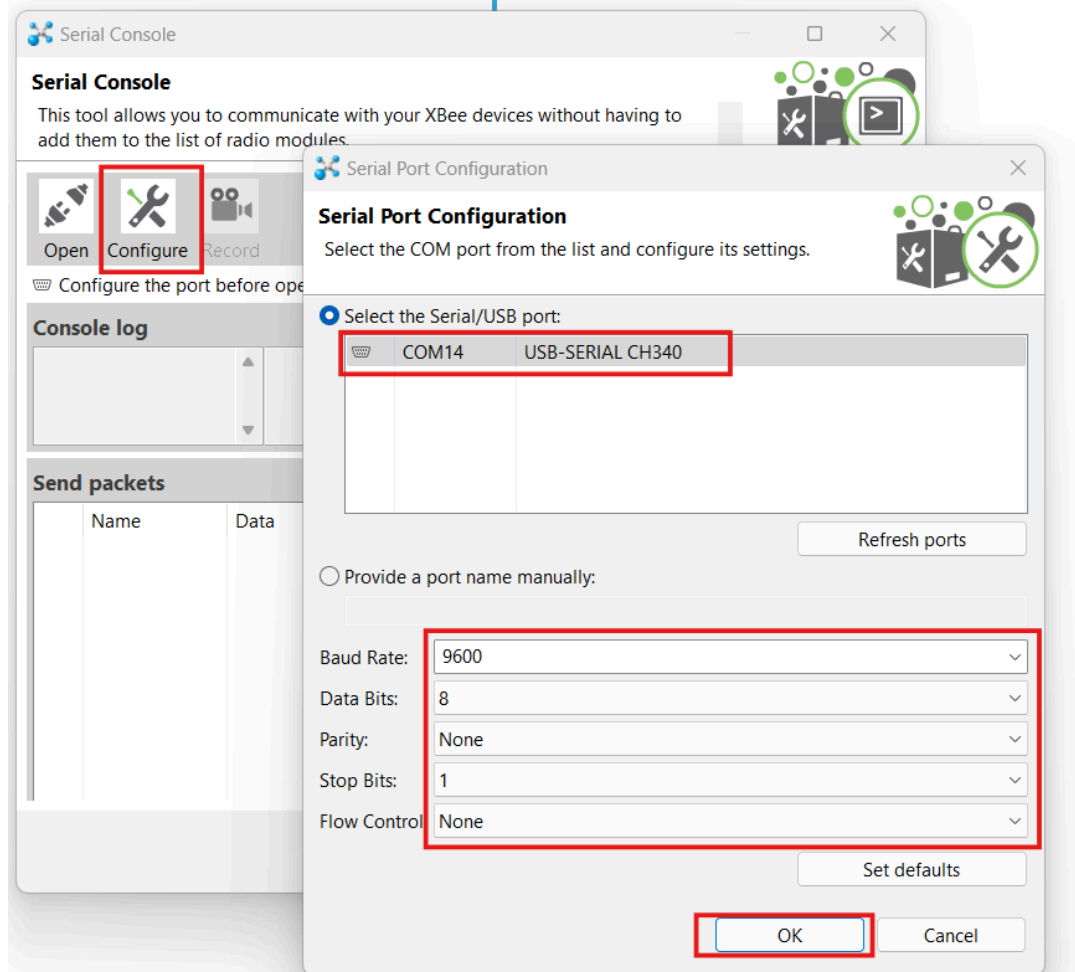 Serial Console
Serial Console
This tool allows you to communicate with your XBee devices without having to
add them to the list of radio modules.
Open
Configure
Record
Configure the port before ope
Console log
Send packets
Name
Data
Serial Port Configuration
Serial Port Configuration
Select the COM port from the list and configure its settings.
Select the Serial/USB port:
COM14 USB-SERIAL CH340
Refresh ports
Provide a port name manually:
Baud Rate: 9600
Data Bits: 8
Parity: None
Stop Bits: 1
Flow Control None
Set defaults
OK
Cancel